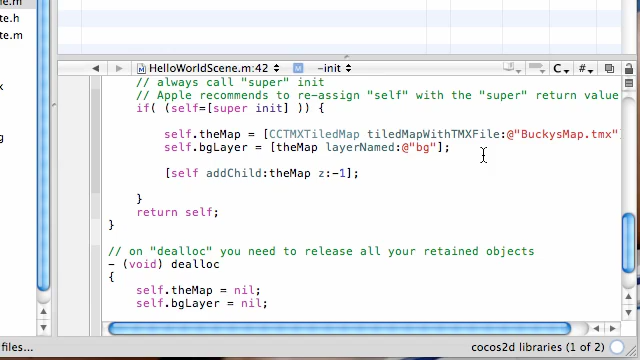 e.m
te.h
te.m
x
g
HelloWorldScene.m:42
M
-init
C
#
// always call "super" init
// Apple recommends to re-assign "self" with the "super" return value
if( (self=[super init] )) {
self.theMap = [CCTMXTiledMap tiledMapWithTMXFile:@"BuckysMap.tmx"
self.bgLayer = [theMap layerNamed:@"bg"];
[self addChild:theMap z:-1];
}
return self;
}
// on "dealloc" you need to release all your retained objects
- (void) dealloc
{
self.theMap = nil;
self.bgLayer = nil;
files...
cocos2d libraries (1 of 2)